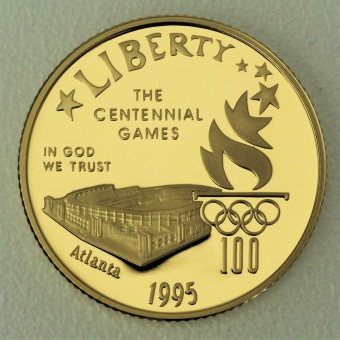 LIBERTY
THE
CENTENNIAL
GAMES
IN GOD
WE TRUST
Atlanta
100
1995